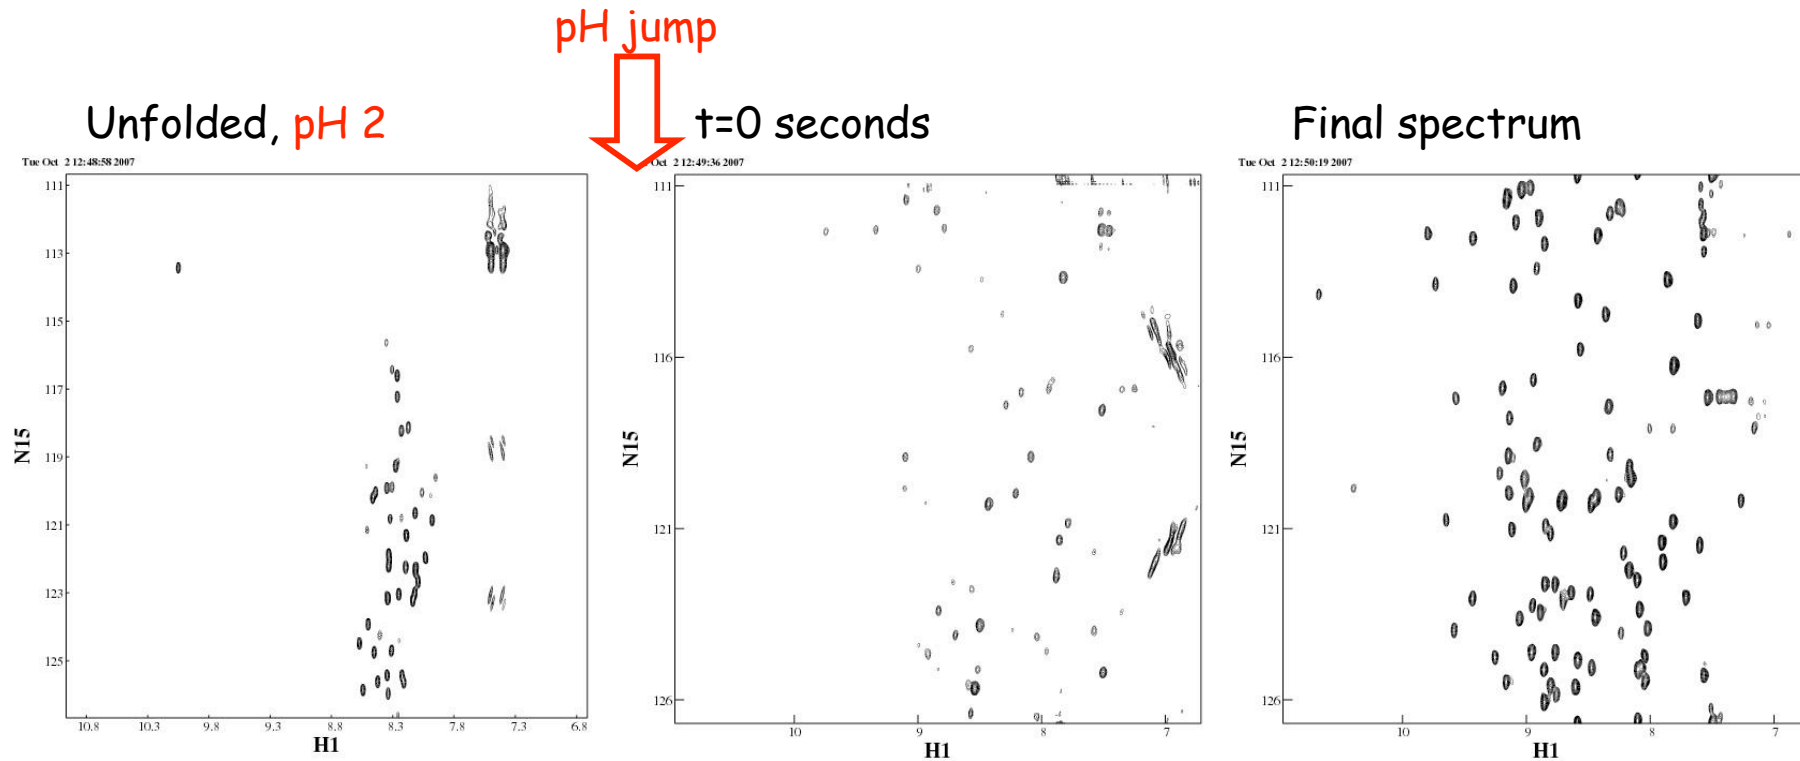 pH jump
Unfolded, pH 2
t=0 seconds
Final spectrum
Tue Oct 2 12:48:58 2007
Oct 2 12:49:36 2007
Tue Oct 2 12:50:19 2007
111
113
115
117
119
121
123
125
N15
10.8 10.3 9.8 9.3 8.8 8.3 7.8 7.3 6.8
H1
111
116
121
126
N15
10 9 8 7
H1
111
116
121
126
N15
10 9 8 7
H1